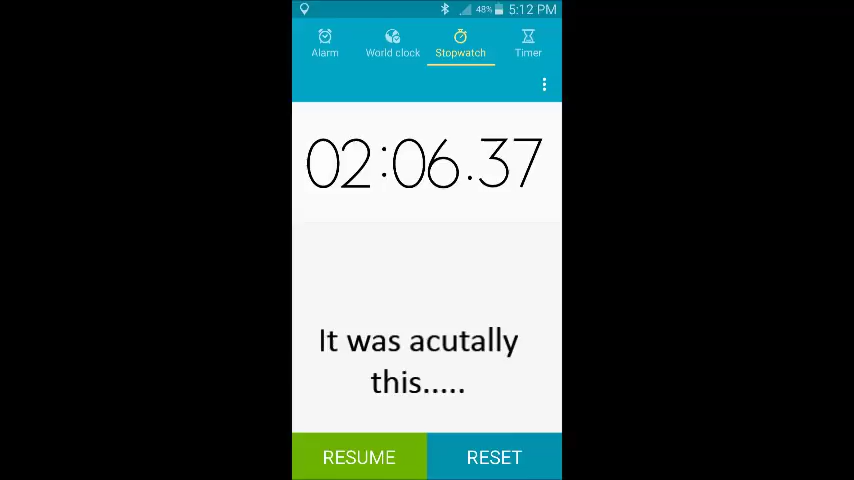 48% 5:12 PM
Alarm World clock Stopwatch Timer
02:06.37
It was acutally
this.....
RESUME RESET